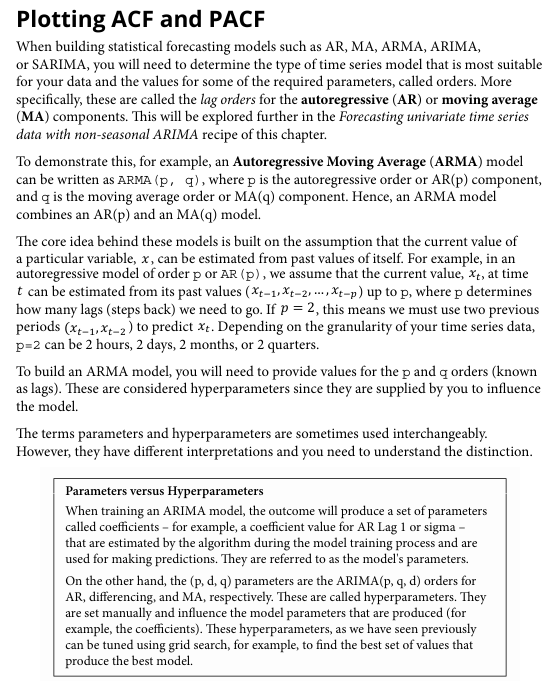 Plotting ACF and PACF
When building statistical forecasting models such as AR, MA, ARMA, ARIMA,
or SARIMA, you will need to determine the type of time series model that is most suitable
for your data and the values for some of the required parameters, called orders. More
specifically, these are called the lag orders for the autoregressive (AR) or moving average
(MA) components. This will be explored further in the Forecasting univariate time series
data with non-seasonal ARIMA recipe of this chapter.
To demonstrate this, for example, an Autoregressive Moving Average (ARMA) model
can be written as ARMA(p, q), where p is the autoregressive order or AR(p) component,
and q is the moving average order or MA(q) component. Hence, an ARMA model
combines an AR(p) and an MA(q) model.
The core idea behind these models is built on the assumption that the current value of
a particular variable, x, can be estimated from past values of itself. For example, in an
autoregressive model of order p or AR(p), we assume that the current value, xₜ, at time
t can be estimated from its past values (xₜ₋₁, xₜ₋₂, ..., xₜ₋ₚ) up to p, where p determines
how many lags (steps back) we need to go. If p = 2, this means we must use two previous
periods (xₜ₋₁, xₜ₋₂) to predict xₜ. Depending on the granularity of your time series data,
p=2 can be 2 hours, 2 days, 2 months, or 2 quarters.
To build an ARMA model, you will need to provide values for the p and q orders (known
as lags). These are considered hyperparameters since they are supplied by you to influence
the model.
The terms parameters and hyperparameters are sometimes used interchangeably.
However, they have different interpretations and you need to understand the distinction.
Parameters versus Hyperparameters
When training an ARIMA model, the outcome will produce a set of parameters
called coefficients – for example, a coefficient value for AR Lag 1 or sigma –
that are estimated by the algorithm during the model training process and are
used for making predictions. They are referred to as the model's parameters.
On the other hand, the (p, d, q) parameters are the ARIMA(p, q, d) orders for
AR, differencing, and MA, respectively. These are called hyperparameters. They
are set manually and influence the model parameters that are produced (for
example, the coefficients). These hyperparameters, as we have seen previously
can be tuned using grid search, for example, to find the best set of values that
produce the best model.